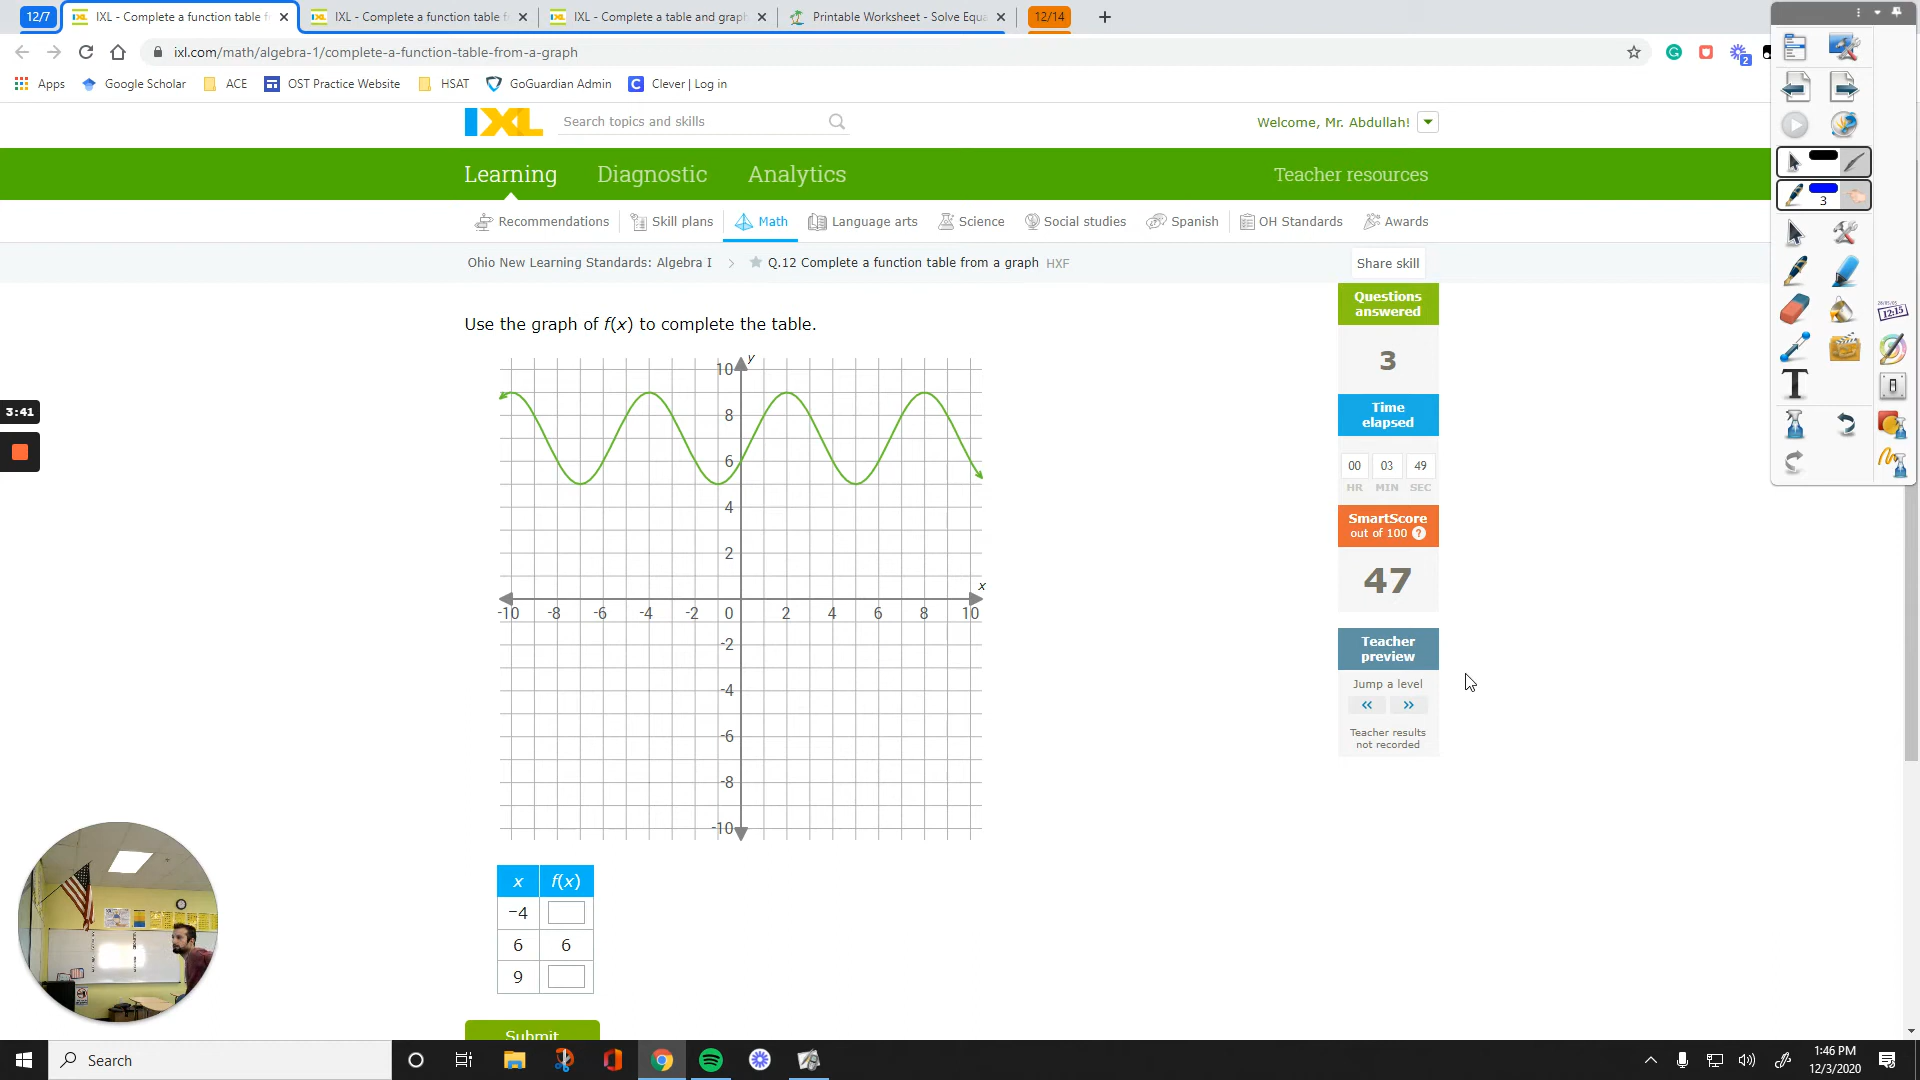 12/7
IXL - Complete a function table f
IXL - Complete a function table f
IXL - Complete a table and graph
Printable Worksheet - Solve Equa
12/14
ixl.com/math/algebra-1/complete-a-function-table-from-a-graph
2
Apps
Google Scholar
ACE
OST Practice Website
HSAT
GoGuardian Admin
C
Clever | Log in
IXL
Search topics and skills
Welcome, Mr. Abdullah!
Learning
Diagnostic
Analytics
Teacher resources
Recommendations
Skill plans
Math
Language arts
Science
Social studies
Spanish
OH Standards
Awards
Ohio New Learning Standards: Algebra I
Q.12 Complete a function table from a graph HXF
Share skill
Use the graph of f(x) to complete the table.
y
10
8
6
4
2
x
-10 -8 -6 -4 -2 0 2 4 6 8 10
-2
-4
-6
-8
-10
x f(x)
−4
6 6
9
Submit
Questions
answered
3
Time
elapsed
00 03 49
HR MIN SEC
SmartScore
out of 100 ?
47
Teacher
preview
Jump a level
Teacher results
not recorded
3:41
3
12:15
T
Search
1:46 PM
12/3/2020